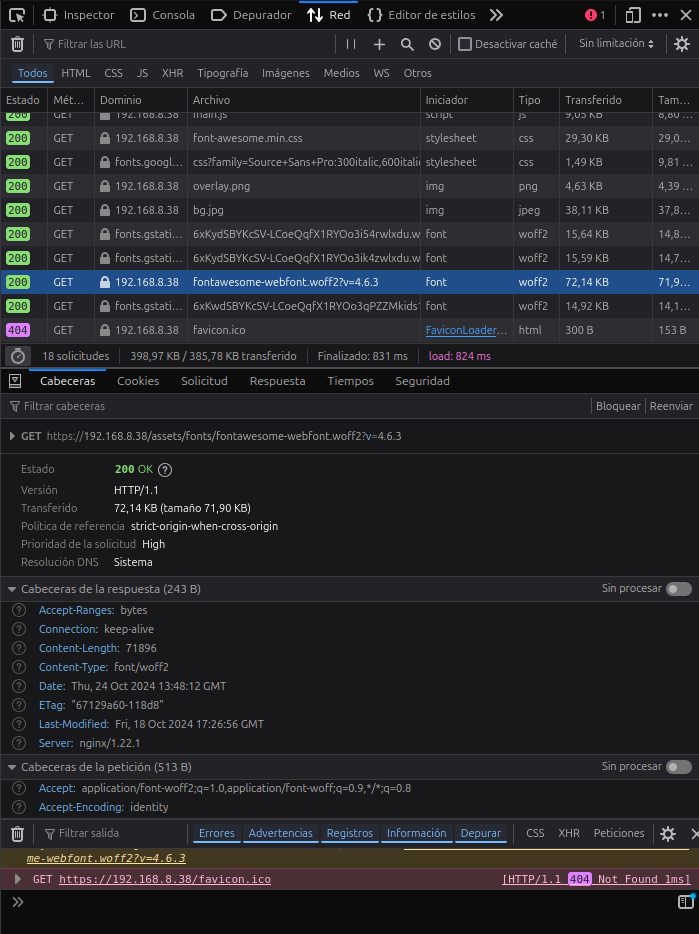 Inspector Consola Depurador Red Editor de estilos 1
Filtrar las URL Desactivar caché Sin limitación
Todos HTML CSS JS XHR Tipografía Imágenes Medios WS Otros
Estado Mét… Dominio Archivo Iniciador Tipo Transferido Tam…
200 GET 192.168.8.38 main.js script js 9,05 KB 8,80 …
200 GET 192.168.8.38 font-awesome.min.css stylesheet css 29,30 KB 29,0…
200 GET fonts.googl… css?family=Source+Sans+Pro:300italic,600itali stylesheet css 1,49 KB 9,81 …
200 GET 192.168.8.38 overlay.png img png 4,63 KB 4,39 …
200 GET 192.168.8.38 bg.jpg img jpeg 38,11 KB 37,8…
200 GET fonts.gstati… 6xKydSBYKcSV-LCoeQqfX1RYOo3i54rwlxdu.w font woff2 15,64 KB 14,8…
200 GET fonts.gstati… 6xKydSBYKcSV-LCoeQqfX1RYOo3ik4zwlxdu.w font woff2 15,59 KB 14,7…
200 GET 192.168.8.38 fontawesome-webfont.woff2?v=4.6.3 font woff2 72,14 KB 71,9…
200 GET fonts.gstati… 6xKwdSBYKcSV-LCoeQqfX1RYOo3qPZZMkids font woff2 14,92 KB 14,1…
404 GET 192.168.8.38 favicon.ico FaviconLoader… html 300 B 153 B
18 solicitudes 398,97 KB / 385,78 KB transferido Finalizado: 831 ms load: 824 ms
Cabeceras Cookies Solicitud Respuesta Tiempos Seguridad
Filtrar cabeceras Bloquear Reenviar
GET https://192.168.8.38/assets/fonts/fontawesome-webfont.woff2?v=4.6.3
Estado 200 OK ?
Versión HTTP/1.1
Transferido 72,14 KB (tamaño 71,90 KB)
Política de referencia strict-origin-when-cross-origin
Prioridad de la solicitud High
Resolución DNS Sistema
Cabeceras de la respuesta (243 B) Sin procesar
? Accept-Ranges: bytes
? Connection: keep-alive
? Content-Length: 71896
? Content-Type: font/woff2
? Date: Thu, 24 Oct 2024 13:48:12 GMT
? ETag: "67129a60-118d8"
? Last-Modified: Fri, 18 Oct 2024 17:26:56 GMT
? Server: nginx/1.22.1
Cabeceras de la petición (513 B) Sin procesar
? Accept: application/font-woff2;q=1.0,application/font-woff;q=0.9,*/*;q=0.8
? Accept-Encoding: identity
Filtrar salida Errores Advertencias Registros Información Depurar CSS XHR Peticiones
me-webfont.woff2?v=4.6.3
GET https://192.168.8.38/favicon.ico [HTTP/1.1 404 Not Found 1ms]